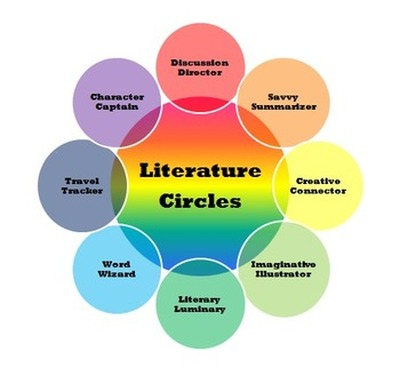 Discussion
Director
Savvy
Summarizer
Creative
Connector
Imaginative
Illustrator
Literary
Luminary
Word
Wizard
Travel
Tracker
Character
Captain
Literature
Circles